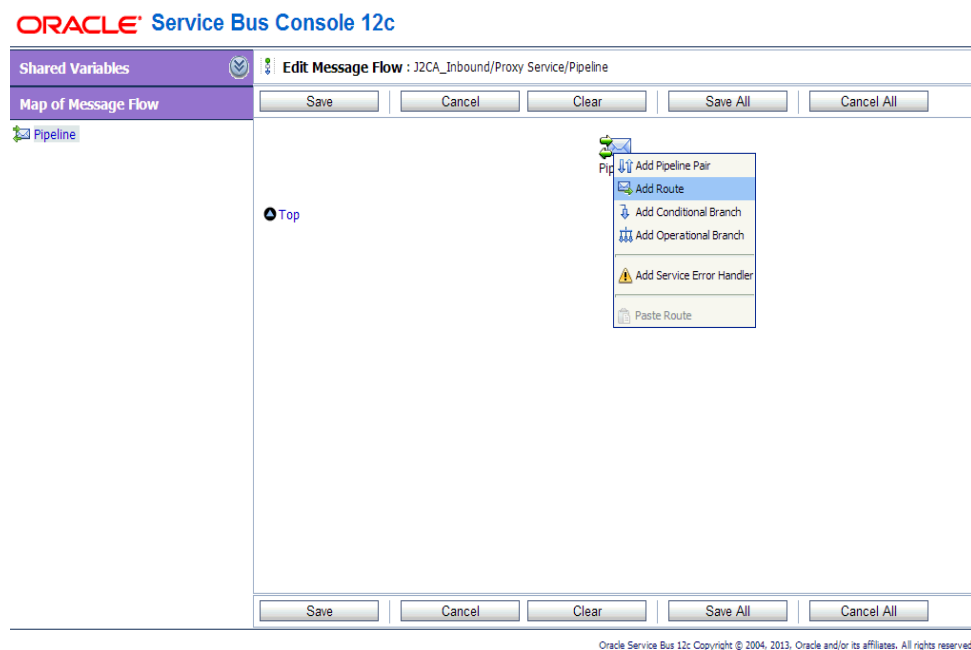 ORACLE Service Bus Console 12c
Shared Variables
Edit Message Flow : J2CA_Inbound/Proxy Service/Pipeline
Map of Message Flow
Save Cancel Clear Save All Cancel All
Pipeline
Pip
Add Pipeline Pair
Add Route
Top
Add Conditional Branch
Add Operational Branch
Add Service Error Handler
Paste Route
Save Cancel Clear Save All Cancel All
Oracle Service Bus 12c Copyright © 2004, 2013, Oracle and/or its affiliates. All rights reserved